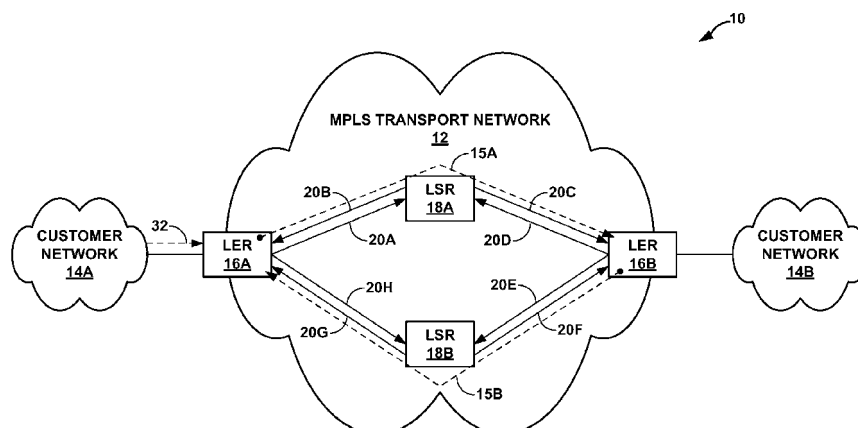 10
MPLS TRANSPORT NETWORK
12
15A
20B
LSR
18A
20C
32
CUSTOMER
NETWORK
14A
LER
16A
20A
20D
LER
16B
CUSTOMER
NETWORK
14B
20H
20E
20G
LSR
18B
20F
15B